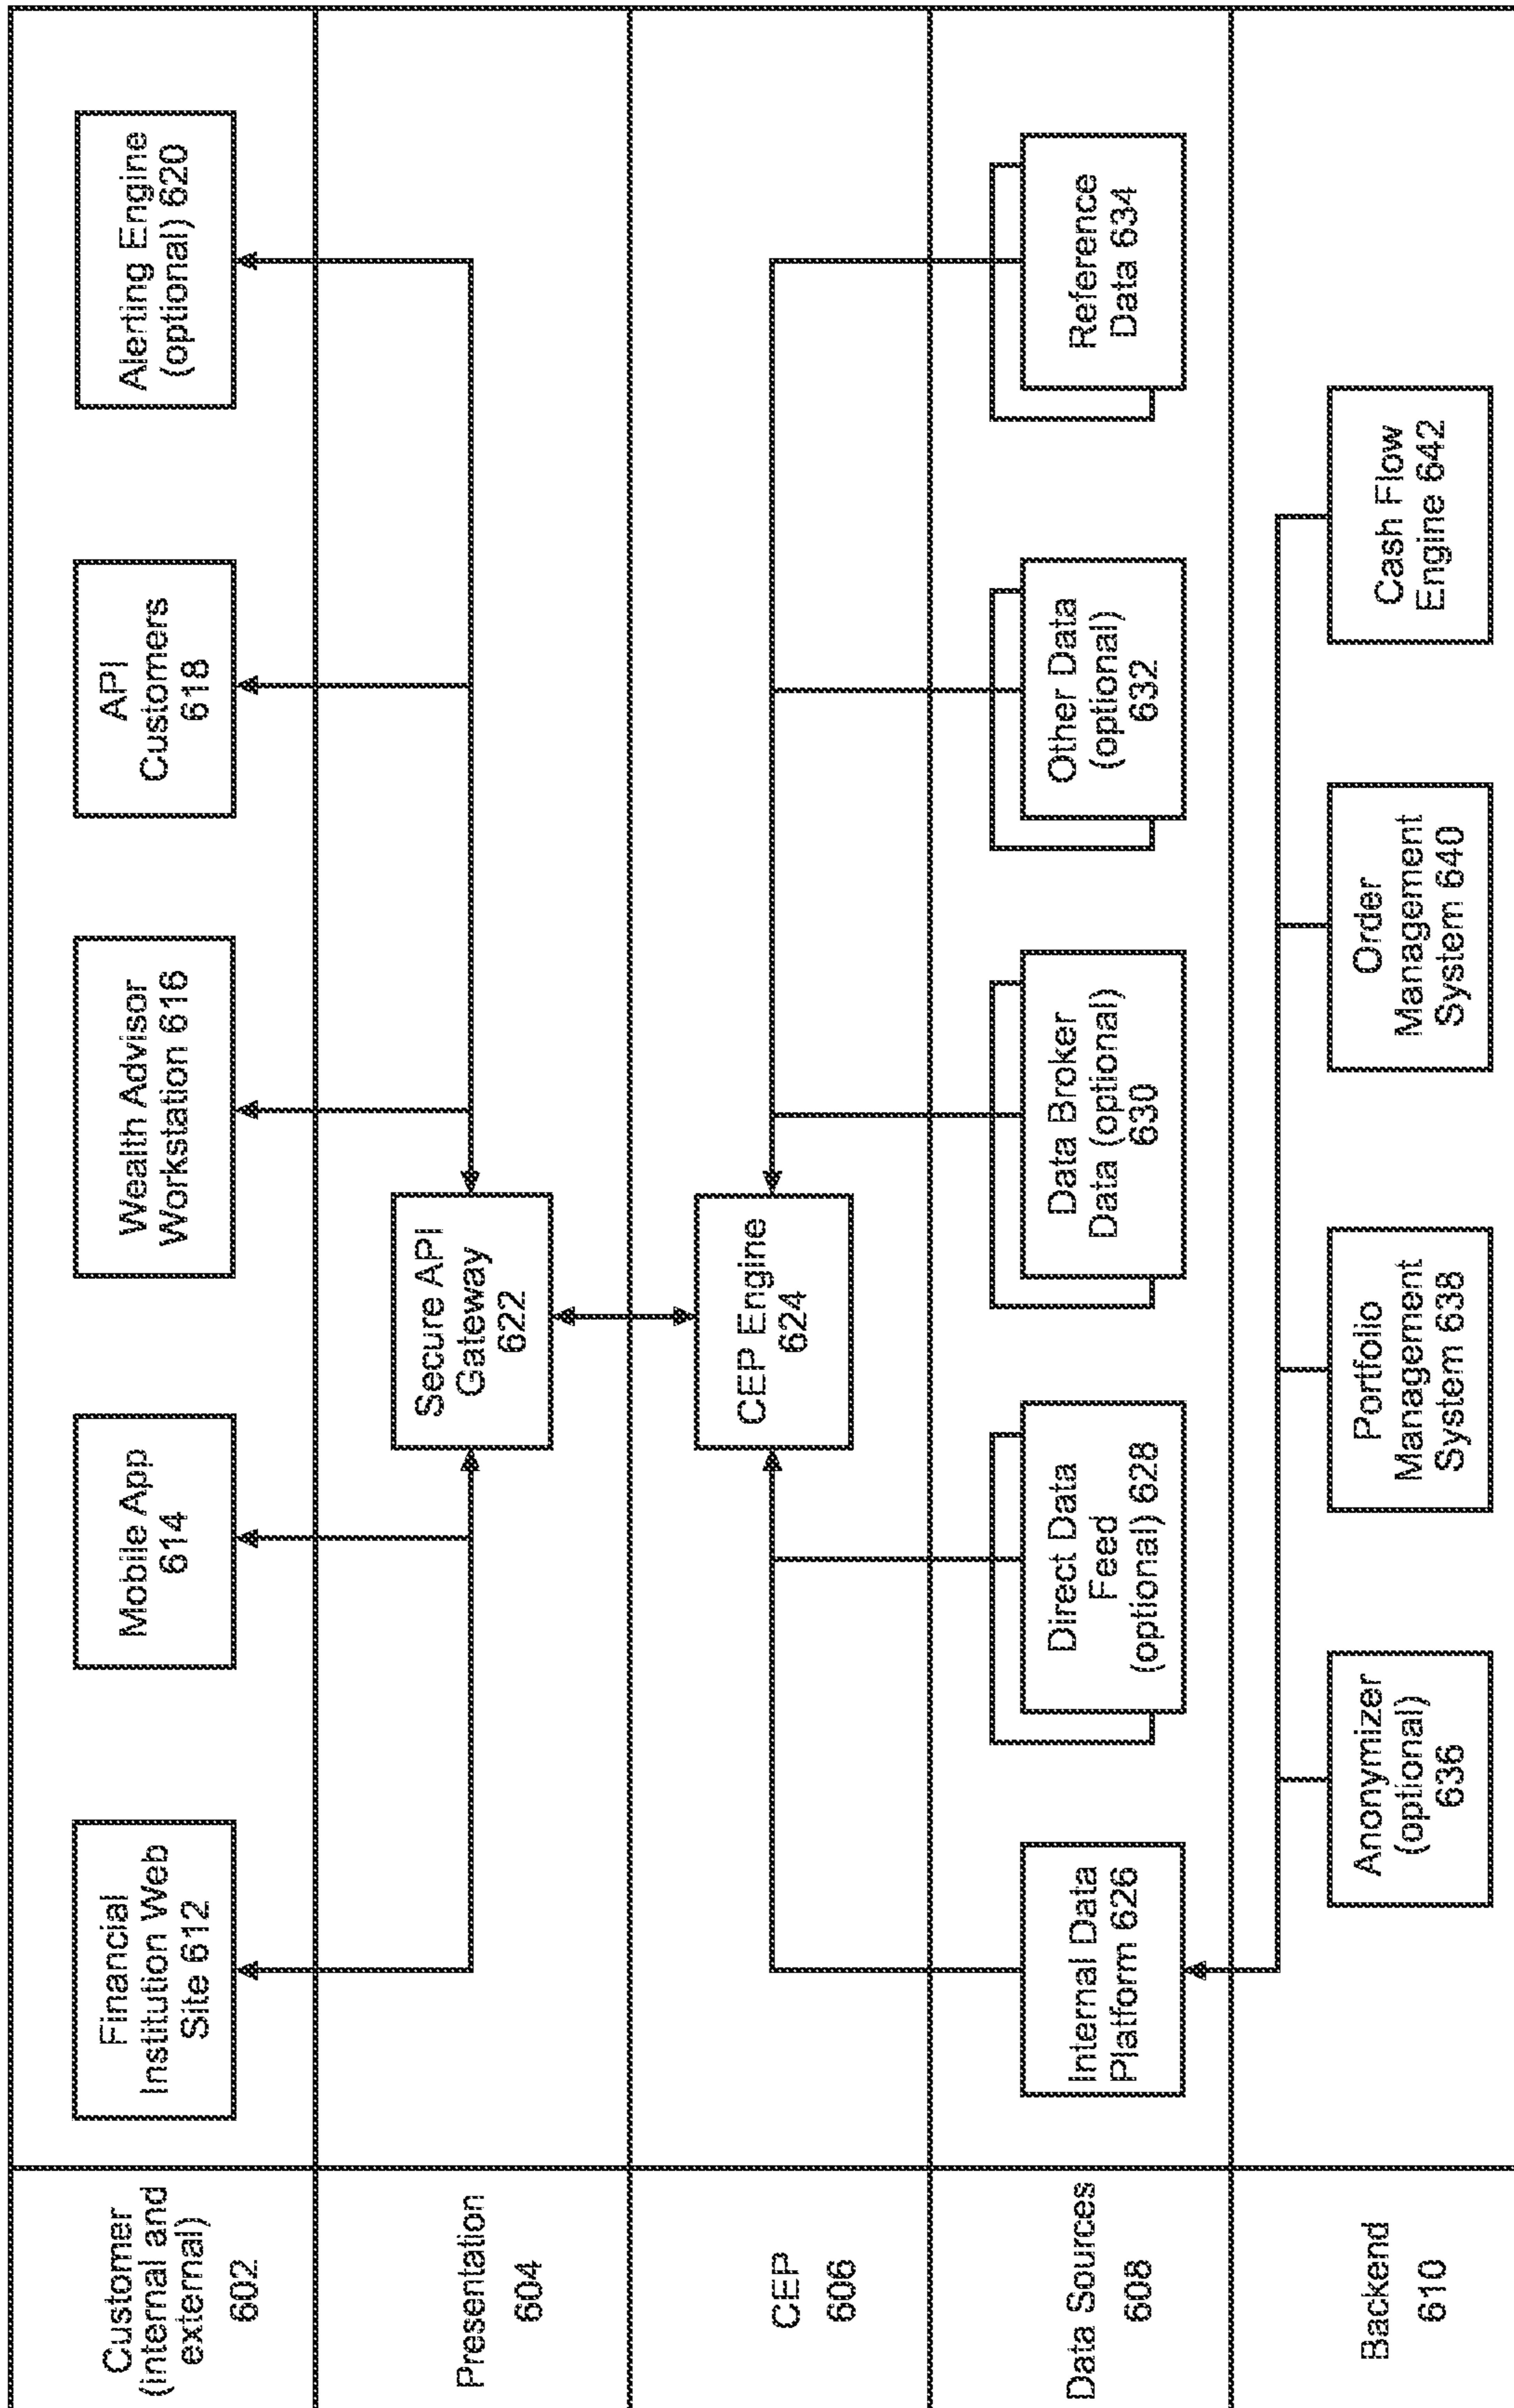 Customer
(internal and
external)
602
Financial
Institution Web
Site 612
Mobile App
614
Wealth Advisor
Workstation 616
API
Customers
618
Alerting Engine
(optional) 620
Presentation
604
Secure API
Gateway
622
CEP
606
CEP Engine
624
Data Sources
608
Internal Data
Platform 626
Direct Data
Feed
(optional) 628
Data Broker
Data (optional)
630
Other Data
(optional)
632
Reference
Data 634
Backend
610
Anonymizer
(optional)
636
Portfolio
Management
System 638
Order
Management
System 640
Cash Flow
Engine 642